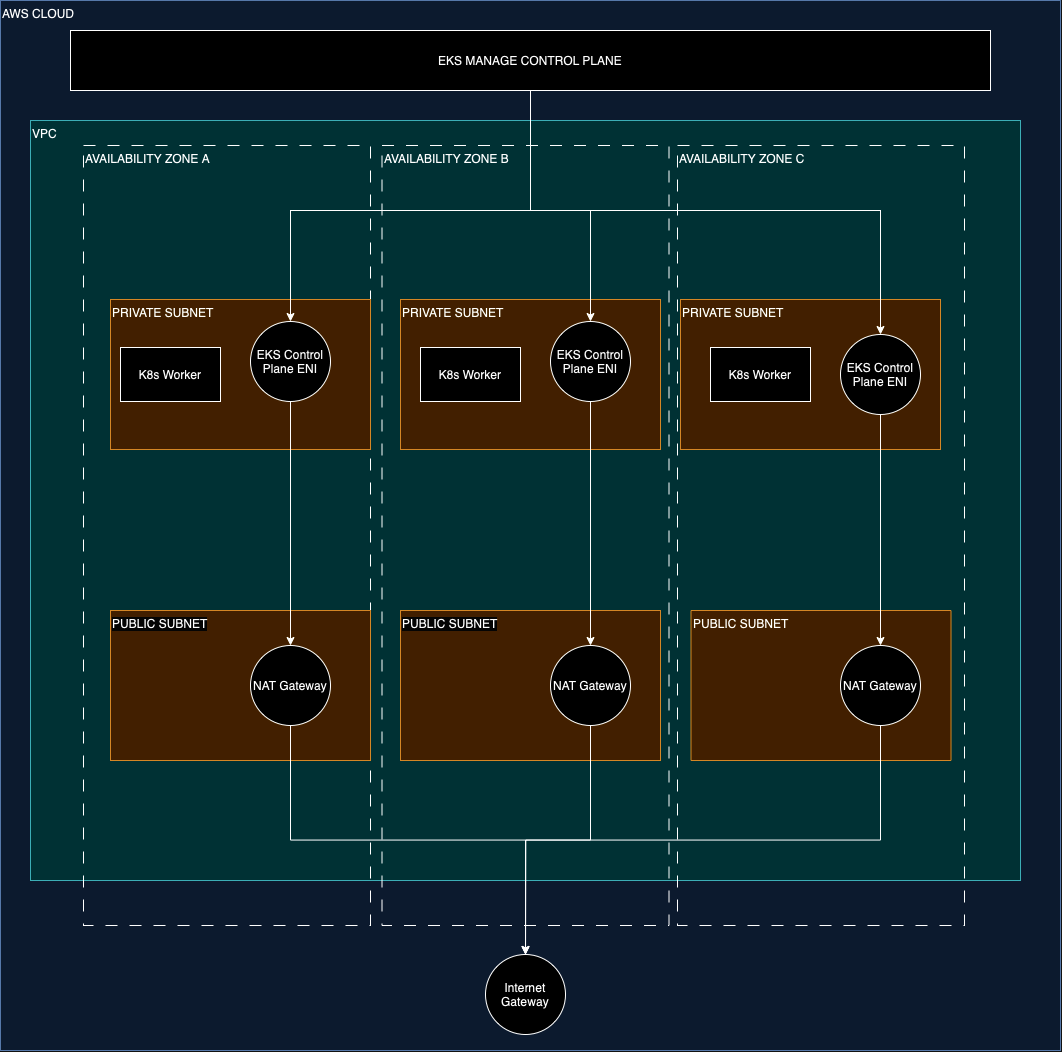 AWS CLOUD
EKS MANAGE CONTROL PLANE
VPC
AVAILABILITY ZONE A
AVAILABILITY ZONE B
AVAILABILITY ZONE C
PRIVATE SUBNET
K8s Worker
EKS Control
Plane ENI
PRIVATE SUBNET
K8s Worker
EKS Control
Plane ENI
PRIVATE SUBNET
K8s Worker
EKS Control
Plane ENI
PUBLIC SUBNET
NAT Gateway
PUBLIC SUBNET
NAT Gateway
PUBLIC SUBNET
NAT Gateway
Internet
Gateway